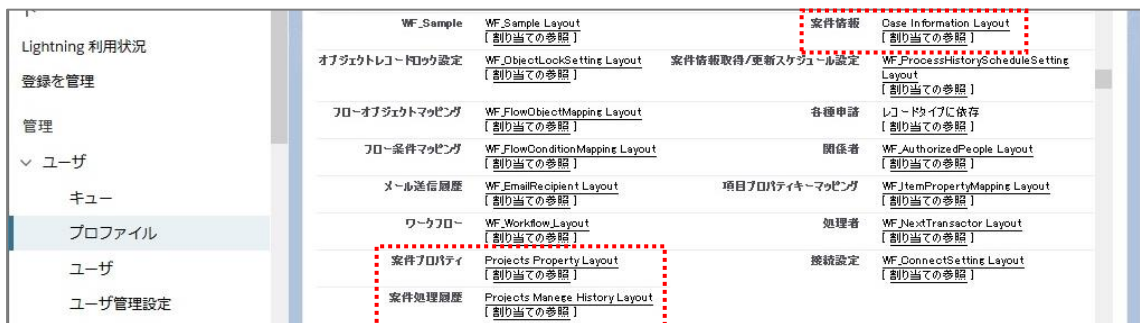 Lightning 利用状況
登録を管理
管理
ユーザ
キュー
プロファイル
ユーザ
ユーザ管理設定
WF_Sample
WF_Sample Layout
[ 割り当ての参照 ]
案件情報
Case Information Layout
[ 割り当ての参照 ]
オブジェクトレコードロック設定
WF_ObjectLockSetting Layout
[ 割り当ての参照 ]
案件情報取得/更新スケジュール設定
WF_ProcessHistoryScheduleSetting
Layout
[ 割り当ての参照 ]
フローオブジェクトマッピング
WF_FlowObjectMapping Layout
[ 割り当ての参照 ]
各種申請
レコードタイプに依存
[ 割り当ての参照 ]
フロー条件マッピング
WF_FlowConditionMapping Layout
[ 割り当ての参照 ]
関係者
WF_AuthorizedPeople Layout
[ 割り当ての参照 ]
メール送信履歴
WF_EmailRecipient Layout
[ 割り当ての参照 ]
項目プロパティキーマッピング
WF_ItemPropertyMapping Layout
[ 割り当ての参照 ]
ワークフロー
WF_Workflow_Layout
[ 割り当ての参照 ]
処理者
WF_NextTransactor Layout
[ 割り当ての参照 ]
案件プロパティ
Projects Property Layout
[ 割り当ての参照 ]
接続設定
WF_ConnectSetting Layout
[ 割り当ての参照 ]
案件処理履歴
Projects Manege History Layout
[ 割り当ての参照 ]